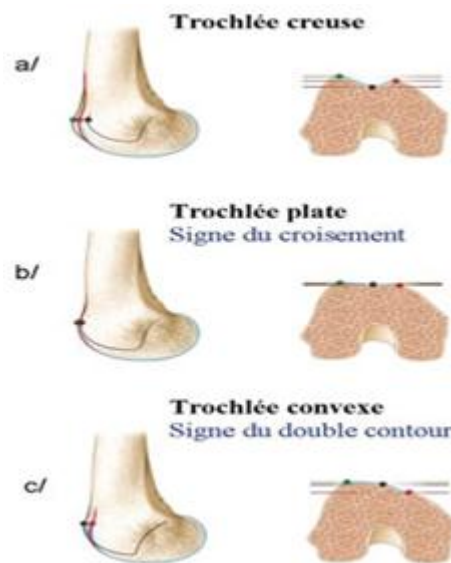 Trochlée creuse
a/
Trochlée plate
Signe du croisement
b/
Trochlée convexe
Signe du double contour
c/